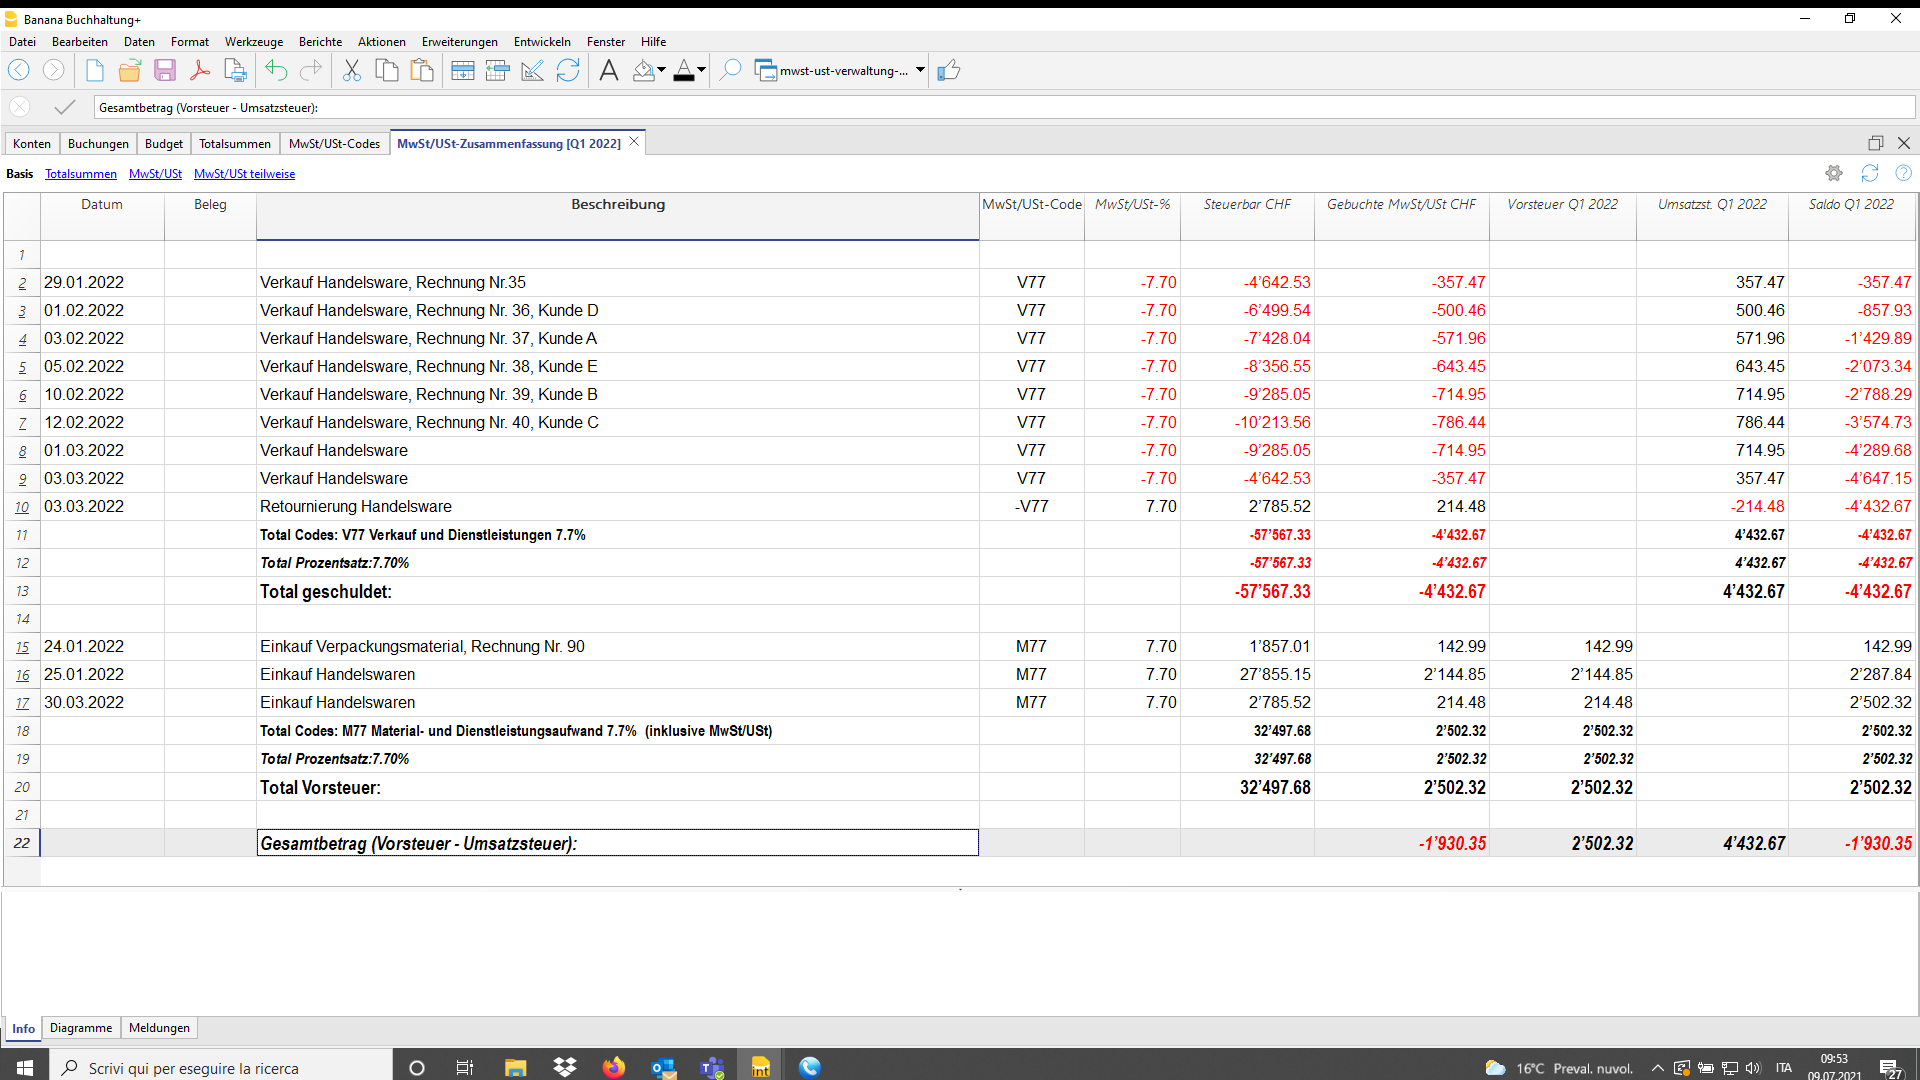 Banana Buchhaltung+
Datei Bearbeiten Daten Format Werkzeuge Berichte Aktionen Erweiterungen Entwickeln Fenster Hilfe
mwst-ust-verwaltung-...
Gesamtbetrag (Vorsteuer - Umsatzsteuer):
Konten Buchungen Budget Totalsummen MwSt/USt-Codes MwSt/USt-Zusammenfassung [Q1 2022]
Basis Totalsummen MwSt/USt MwSt/USt teilweise
Datum Beleg Beschreibung MwSt/USt-Code MwSt/USt-% Steuerbar CHF Gebuchte MwSt/USt CHF Vorsteuer Q1 2022 Umsatzst. Q1 2022 Saldo Q1 2022
1
2 29.01.2022 Verkauf Handelsware, Rechnung Nr.35 V77 -7.70 -4’642.53 -357.47 357.47 -357.47
3 01.02.2022 Verkauf Handelsware, Rechnung Nr. 36, Kunde D V77 -7.70 -6’499.54 -500.46 500.46 -857.93
4 03.02.2022 Verkauf Handelsware, Rechnung Nr. 37, Kunde A V77 -7.70 -7’428.04 -571.96 571.96 -1’429.89
5 05.02.2022 Verkauf Handelsware, Rechnung Nr. 38, Kunde E V77 -7.70 -8’356.55 -643.45 643.45 -2’073.34
6 10.02.2022 Verkauf Handelsware, Rechnung Nr. 39, Kunde B V77 -7.70 -9’285.05 -714.95 714.95 -2’788.29
7 12.02.2022 Verkauf Handelsware, Rechnung Nr. 40, Kunde C V77 -7.70 -10’213.56 -786.44 786.44 -3’574.73
8 01.03.2022 Verkauf Handelsware V77 -7.70 -9’285.05 -714.95 714.95 -4’289.68
9 03.03.2022 Verkauf Handelsware V77 -7.70 -4’642.53 -357.47 357.47 -4’647.15
10 03.03.2022 Retournierung Handelsware -V77 7.70 2’785.52 214.48 -214.48 -4’432.67
11 Total Codes: V77 Verkauf und Dienstleistungen 7.7% -57’567.33 -4’432.67 4’432.67 -4’432.67
12 Total Prozentsatz:7.70% -57’567.33 -4’432.67 4’432.67 -4’432.67
13 Total geschuldet: -57’567.33 -4’432.67 4’432.67 -4’432.67
14
15 24.01.2022 Einkauf Verpackungsmaterial, Rechnung Nr. 90 M77 7.70 1’857.01 142.99 142.99 142.99
16 25.01.2022 Einkauf Handelswaren M77 7.70 27’855.15 2’144.85 2’144.85 2’287.84
17 30.03.2022 Einkauf Handelswaren M77 7.70 2’785.52 214.48 214.48 2’502.32
18 Total Codes: M77 Material- und Dienstleistungsaufwand 7.7% (inklusive MwSt/USt) 32’497.68 2’502.32 2’502.32 2’502.32
19 Total Prozentsatz:7.70% 32’497.68 2’502.32 2’502.32 2’502.32
20 Total Vorsteuer: 32’497.68 2’502.32 2’502.32 2’502.32
21
22 Gesamtbetrag (Vorsteuer - Umsatzsteuer): -1’930.35 2’502.32 4’432.67 -1’930.35
Info Diagramme Meldungen
Scrivi qui per eseguire la ricerca int 16°C Preval. nuvol. ITA 09:53
09.07.2021 27